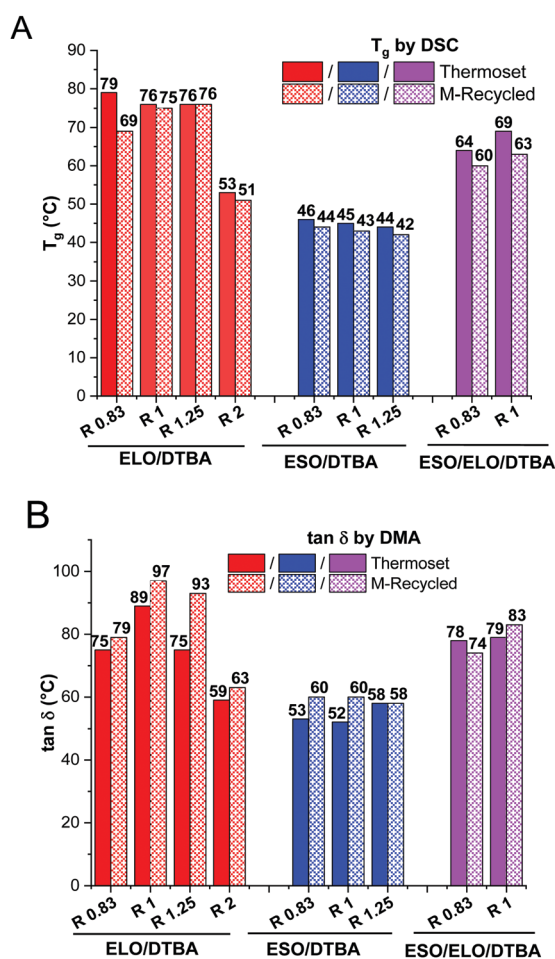 A
T_g by DSC
/ / Thermoset
/ / M-Recycled
T_g (°C)
90
80
70
60
50
40
30
20
10
0
79 69 76 75 76 76 53 51 46 44 45 43 44 42 64 60 69 63
R 0.83 R 1 R 1.25 R 2 R 0.83 R 1 R 1.25 R 0.83 R 1
ELO/DTBA ESO/DTBA ESO/ELO/DTBA
B
tan δ by DMA
/ / Thermoset
/ / M-Recycled
tan δ (°C)
100
80
60
40
20
0
75 79 89 97 75 93 59 63 53 60 52 60 58 58 78 74 79 83
R 0.83 R 1 R 1.25 R 2 R 0.83 R 1 R 1.25 R 0.83 R 1
ELO/DTBA ESO/DTBA ESO/ELO/DTBA